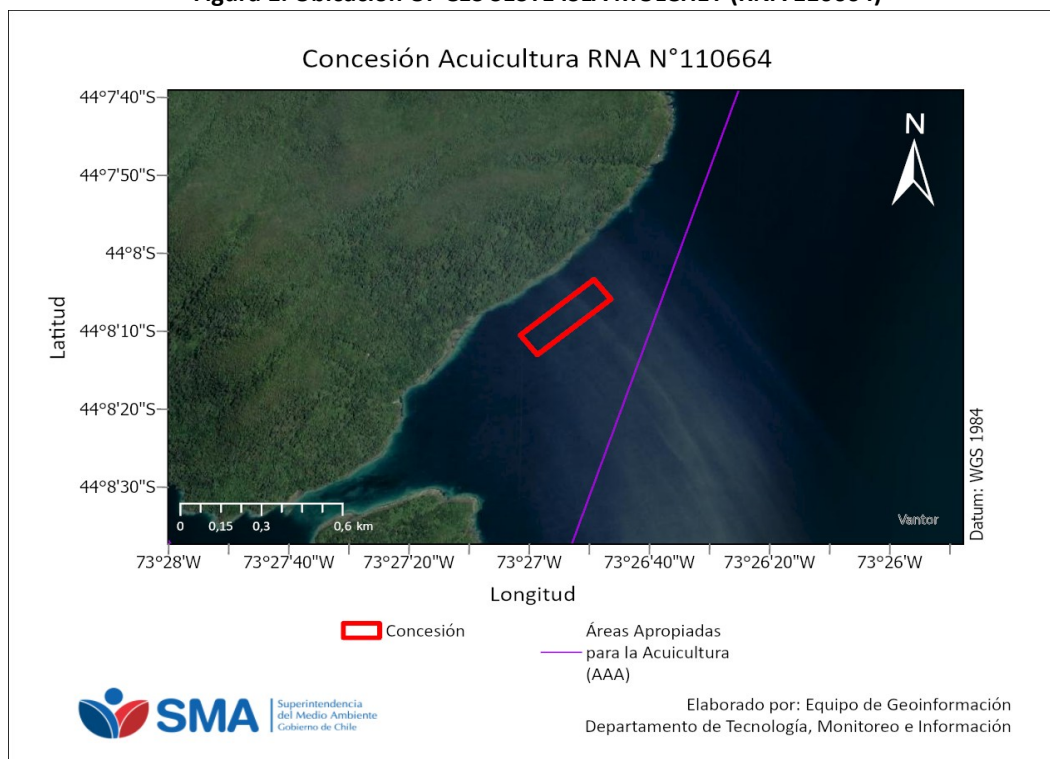 Concesión Acuicultura RNA N°110664
44°7'40"S
44°7'50"S
44°8'S
44°8'10"S
44°8'20"S
44°8'30"S
Latitud
N
0 0,15 0,3 0,6 km
Vantor
Datum: WGS 1984
73°28'W 73°27'40"W 73°27'20"W 73°27'W 73°26'40"W 73°26'20"W 73°26'W
Longitud
Concesión
Áreas Apropiadas
para la Acuicultura
(AAA)
SMA
Superintendencia
del Medio Ambiente
Gobierno de Chile
Elaborado por: Equipo de Geoinformación
Departamento de Tecnología, Monitoreo e Información